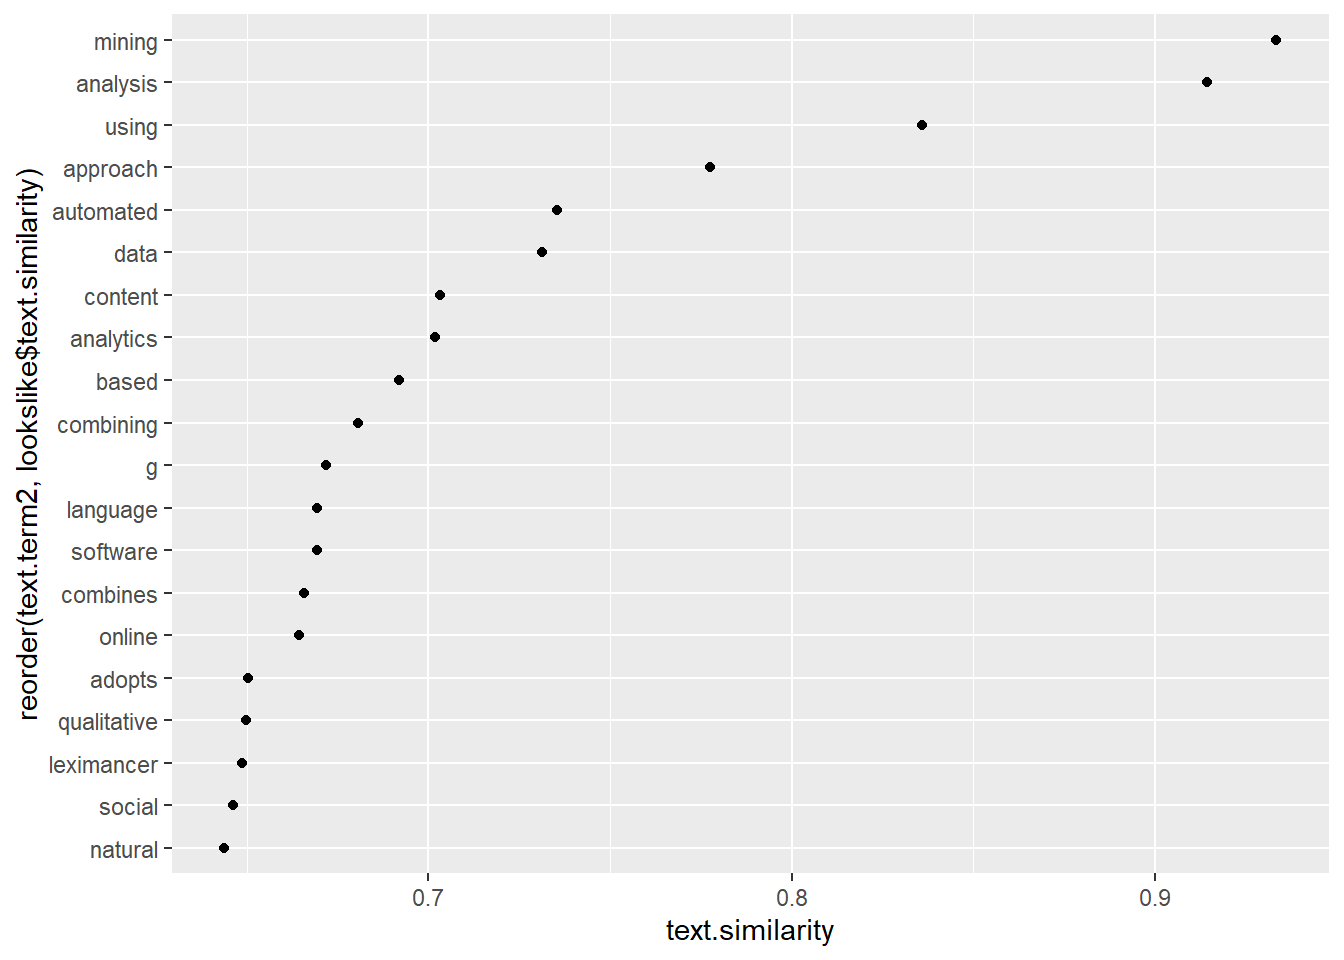 mining
analysis
using
approach
automated
data
content
analytics
based
combining
g
language
software
combines
online
adopts
qualitative
leximancer
social
natural
reorder(text.term2, lookslike$text.similarity)
0.7 0.8 0.9
text.similarity